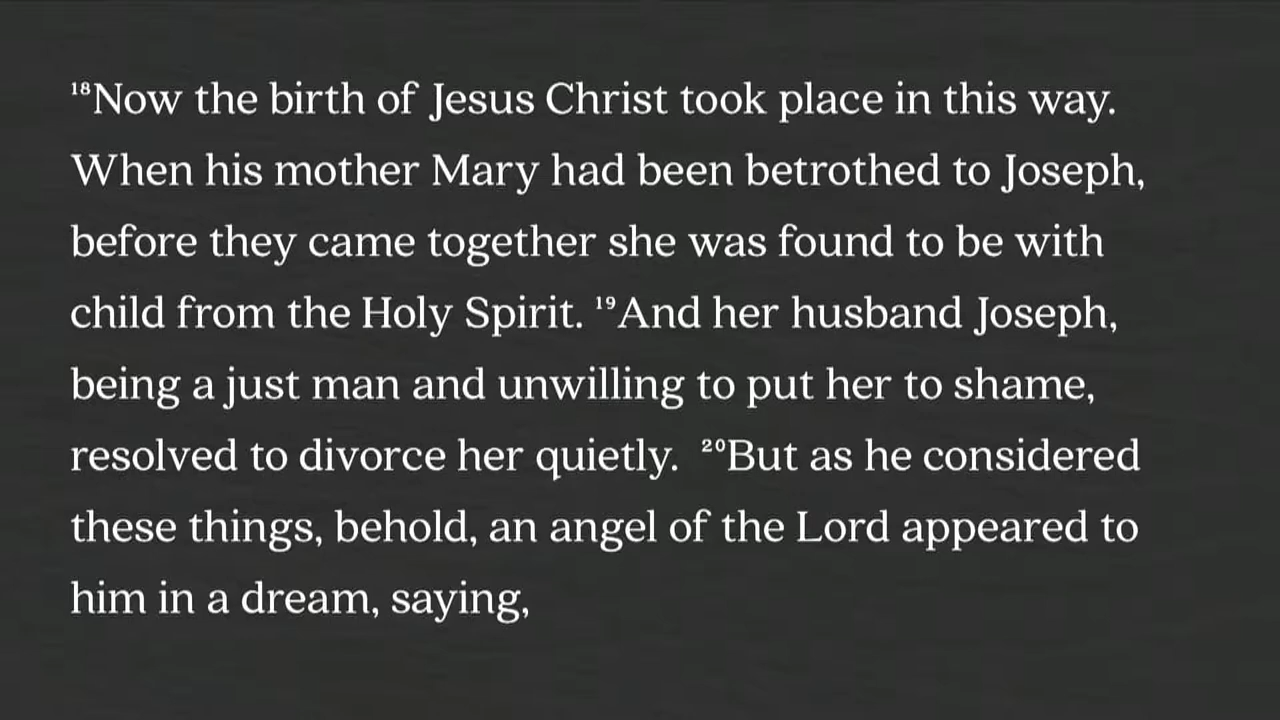 ¹⁸Now the birth of Jesus Christ took place in this way.
When his mother Mary had been betrothed to Joseph,
before they came together she was found to be with
child from the Holy Spirit. ¹⁹And her husband Joseph,
being a just man and unwilling to put her to shame,
resolved to divorce her quietly. ²⁰But as he considered
these things, behold, an angel of the Lord appeared to
him in a dream, saying,